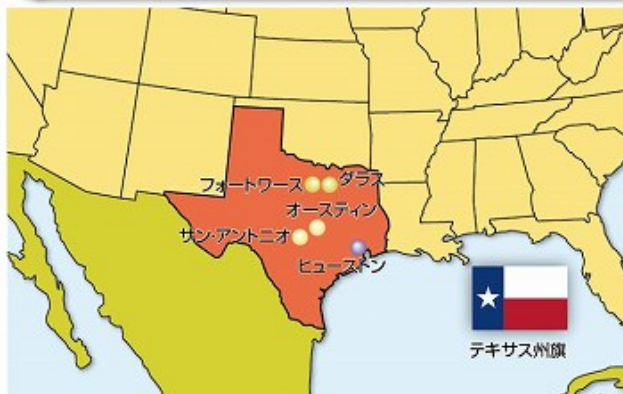 フォートワース
ダラス
オースティン
サン・アントニオ
ヒューストン
テキサス州旗